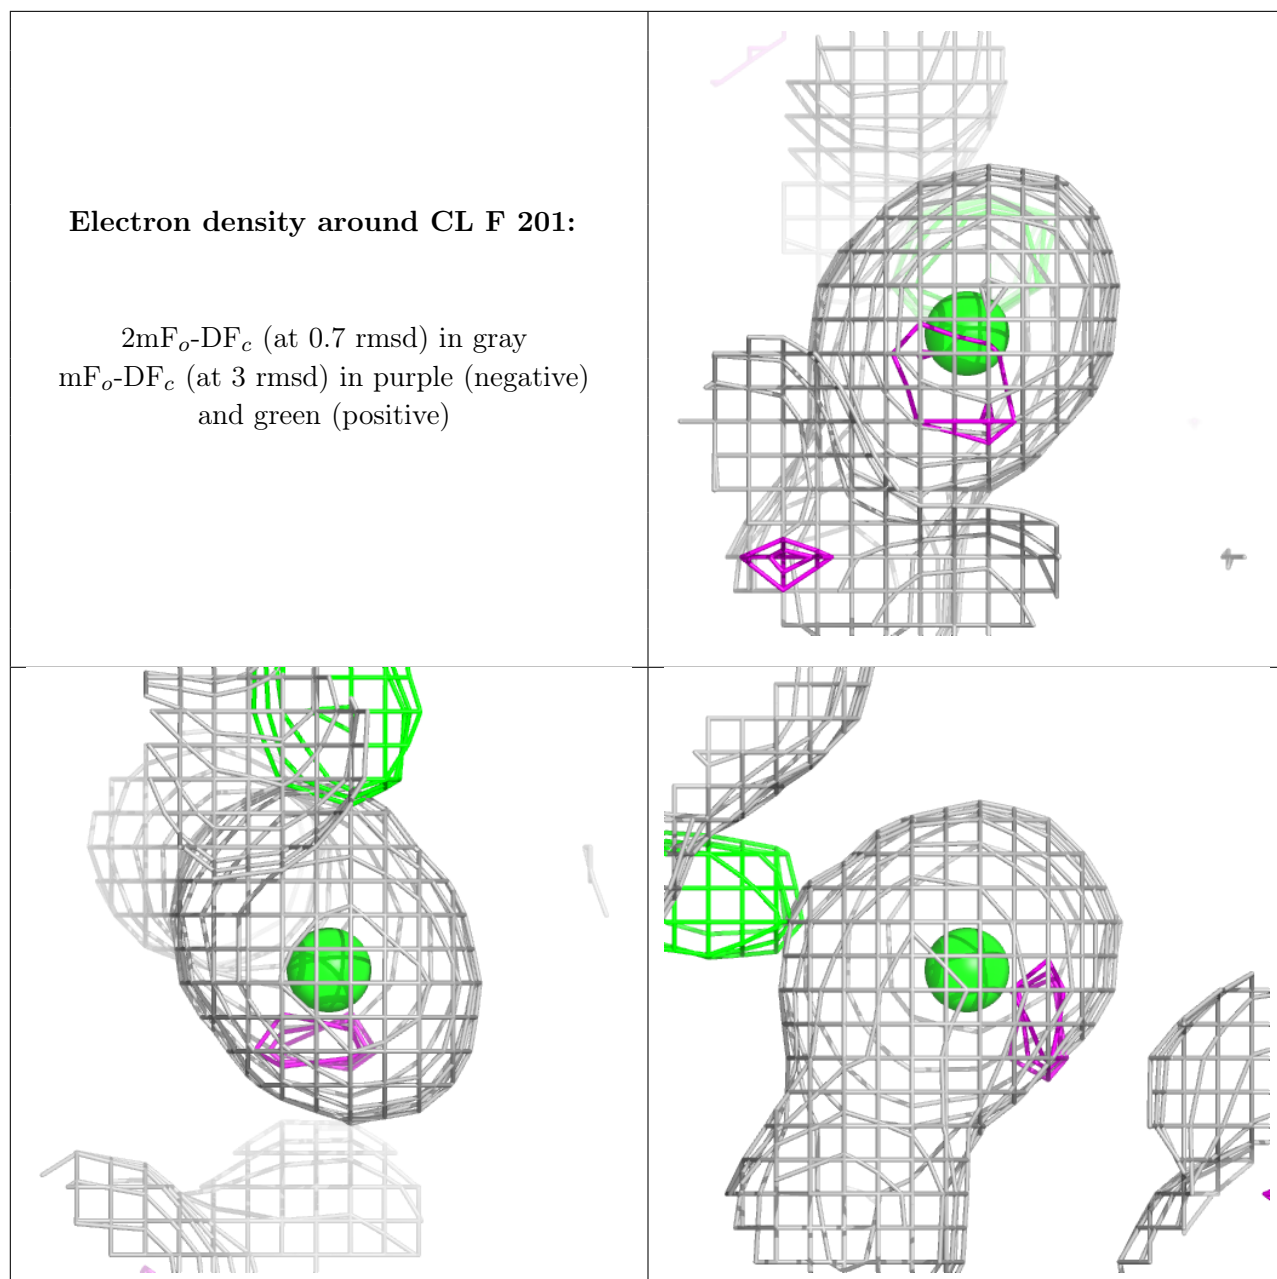 Electron density around CL F 201:
2mFo-DFc (at 0.7 rmsd) in gray
mFo-DFc (at 3 rmsd) in purple (negative)
and green (positive)